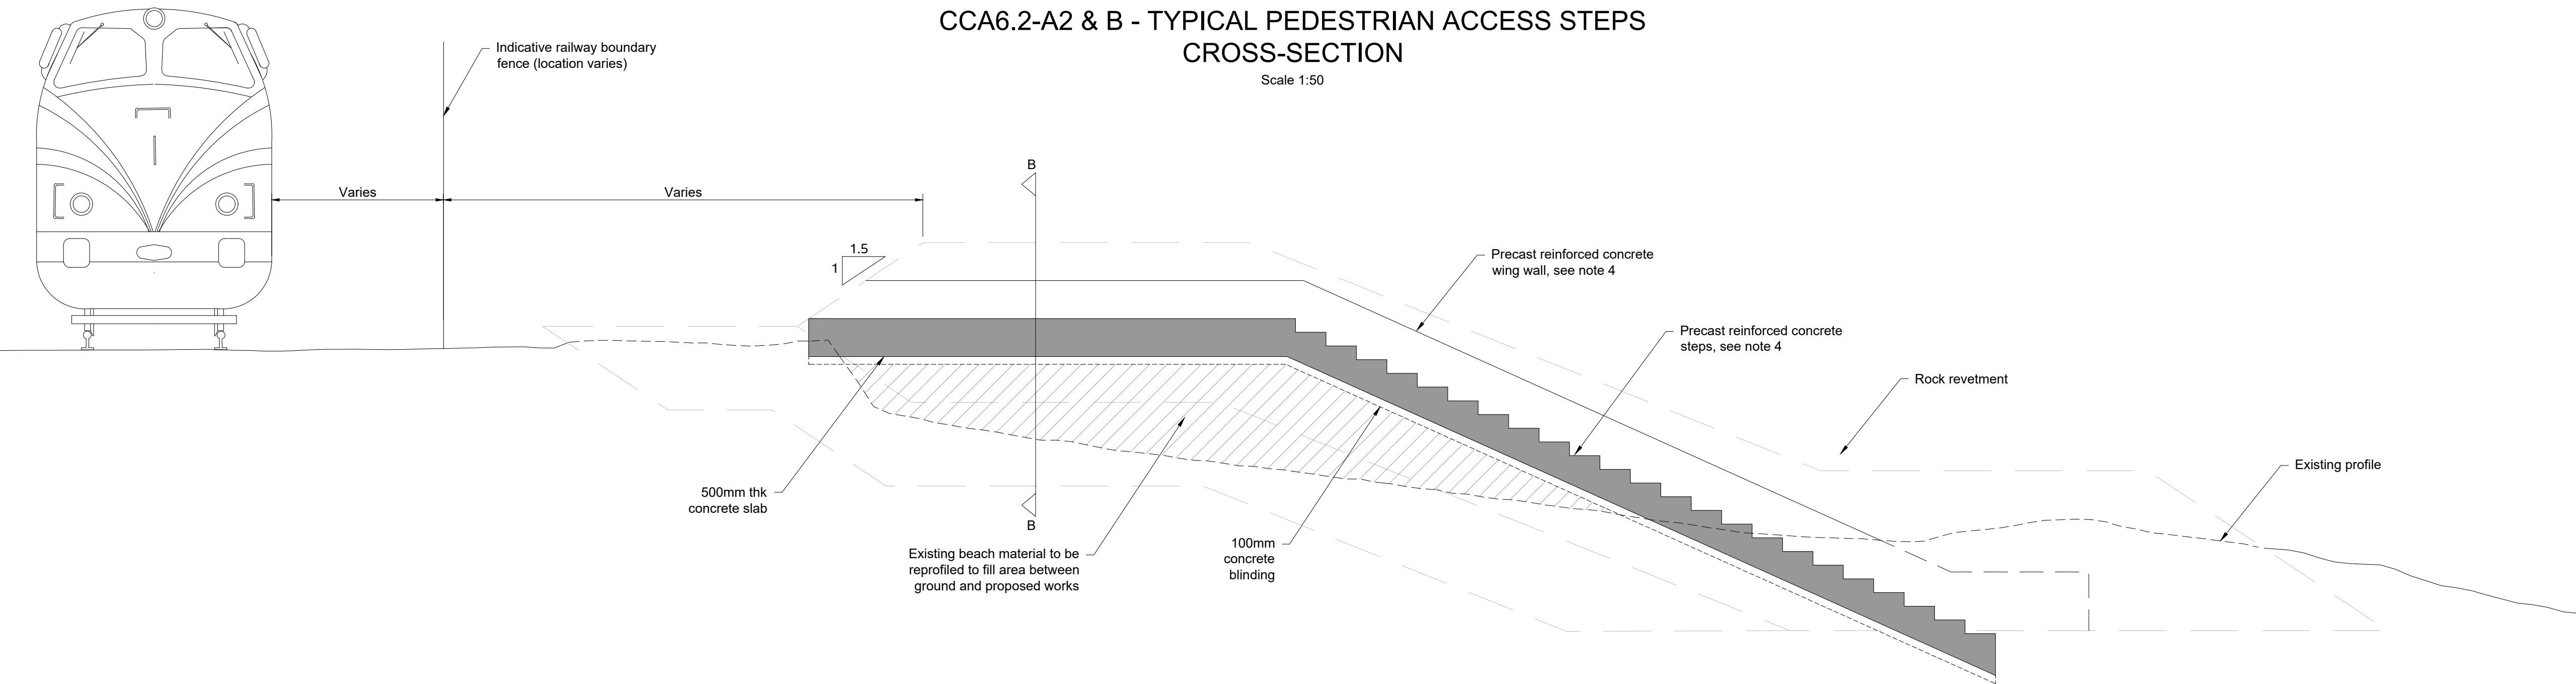 CCA6.2-A2 & B - TYPICAL PEDESTRIAN ACCESS STEPS
CROSS-SECTION
Scale 1:50
Indicative railway boundary
fence (location varies)
Varies
Varies
B
1.5
1
Precast reinforced concrete
wing wall, see note 4
Precast reinforced concrete
steps, see note 4
Rock revetment
Existing profile
500mm thk
concrete slab
B
Existing beach material to be
reprofiled to fill area between
ground and proposed works
100mm
concrete
blinding